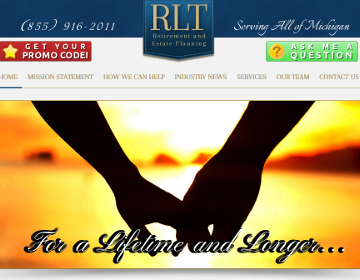 (855) 916-2011
RLT
Retirement and
Estate Planning
Serving All of Michigan
GET YOUR
PROMO CODE!
ASK ME A
QUESTION
HOME MISSION STATEMENT HOW WE CAN HELP INDUSTRY NEWS SERVICES OUR TEAM CONTACT US
For a Lifetime and Longer...